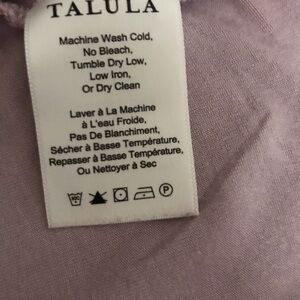 TALULA
Machine Wash Cold,
No Bleach,
Tumble Dry Low,
Low Iron,
Or Dry Clean
Laver à La Machine
à L'eau Froide,
Pas De Blanchiment,
Sécher à Basse Température,
Repasser à Basse Température,
Ou Nettoyer à Sec
P